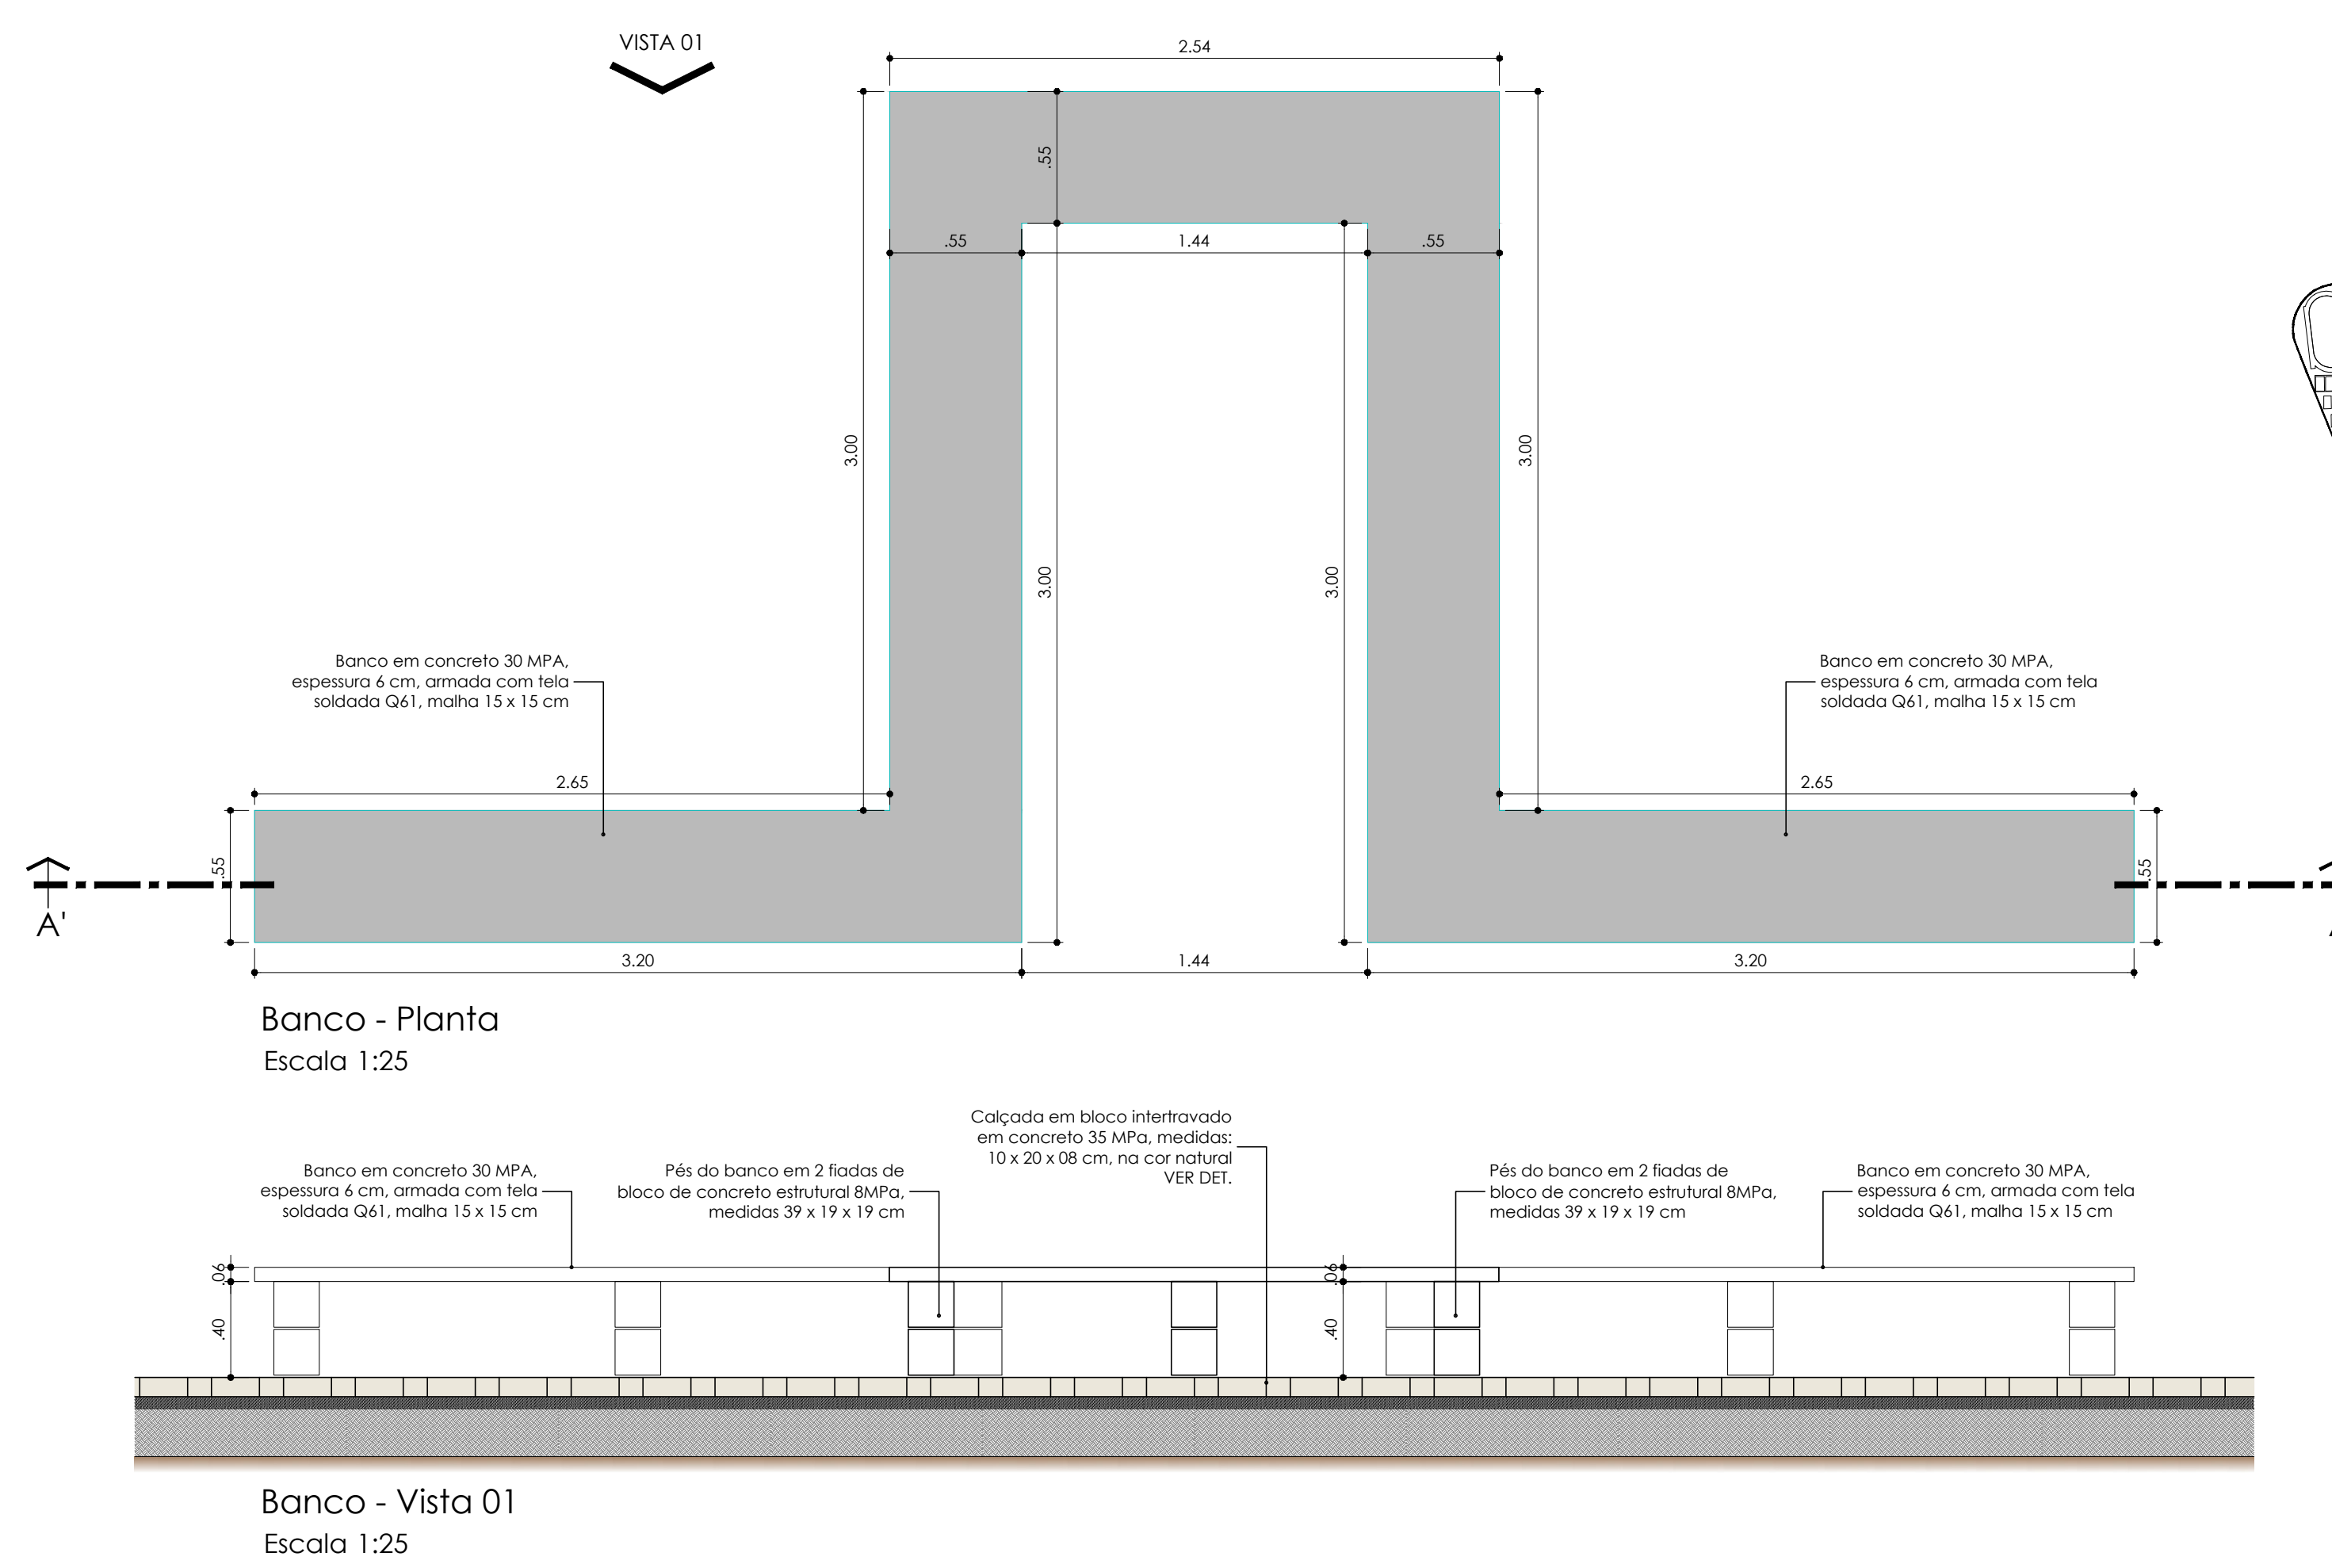 VISTA 01
2.54
.55
.55
1.44
.55
3.00
3.00
3.00
3.00
Banco em concreto 30 MPA,
espessura 6 cm, armada com tela
soldada Q61, malha 15 x 15 cm
Banco em concreto 30 MPA,
espessura 6 cm, armada com tela
soldada Q61, malha 15 x 15 cm
2.65
2.65
.55
.55
A'
3.20
1.44
3.20
Banco - Planta
Escala 1:25
Calçada em bloco intertravado
em concreto 35 MPa, medidas:
10 x 20 x 08 cm, na cor natural
VER DET.
Banco em concreto 30 MPA,
espessura 6 cm, armada com tela
soldada Q61, malha 15 x 15 cm
Pés do banco em 2 fiadas de
bloco de concreto estrutural 8MPa,
medidas 39 x 19 x 19 cm
Pés do banco em 2 fiadas de
bloco de concreto estrutural 8MPa,
medidas 39 x 19 x 19 cm
Banco em concreto 30 MPA,
espessura 6 cm, armada com tela
soldada Q61, malha 15 x 15 cm
.06
.06
.40
.40
Banco - Vista 01
Escala 1:25